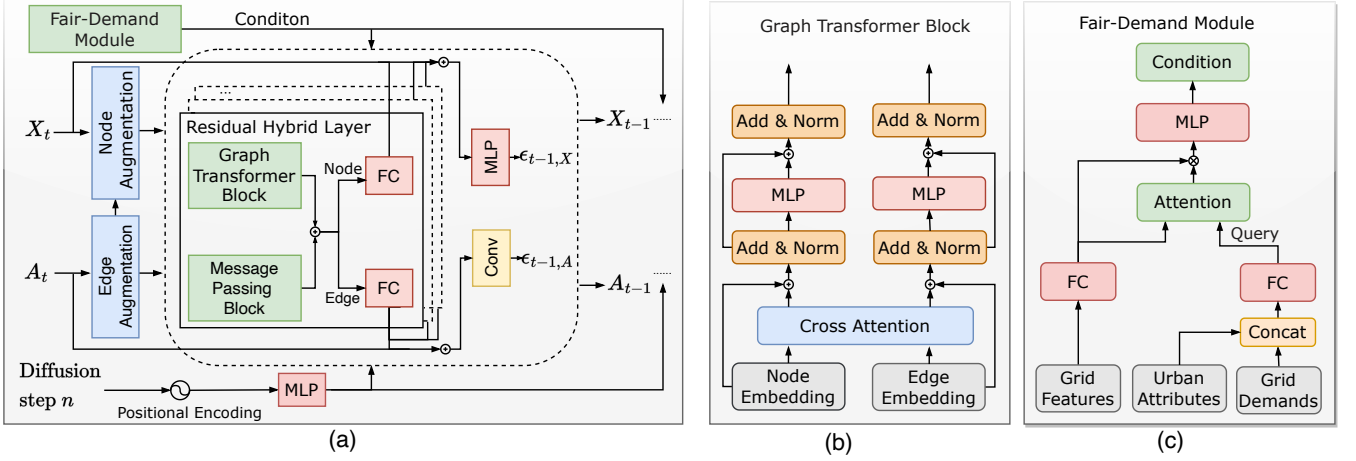 Fair-Demand
Module
Conditon
X_t
Node
Augmentation
A_t
Edge
Augmentation
...
Residual Hybrid Layer
Graph
Transformer
Block
Message
Passing
Block
Node
Edge
FC
FC
MLP
Conv
ϵ_{t−1,X}
ϵ_{t−1,A}
X_{t−1}
......
A_{t−1}
......
Diffusion
step n
Positional Encoding
MLP
(a)
Graph Transformer Block
Add & Norm
Add & Norm
MLP
MLP
Add & Norm
Add & Norm
Cross Attention
Node
Embedding
Edge
Embedding
(b)
Fair-Demand Module
Condition
MLP
Attention
Query
FC
FC
Concat
Grid
Features
Urban
Attributes
Grid
Demands
(c)